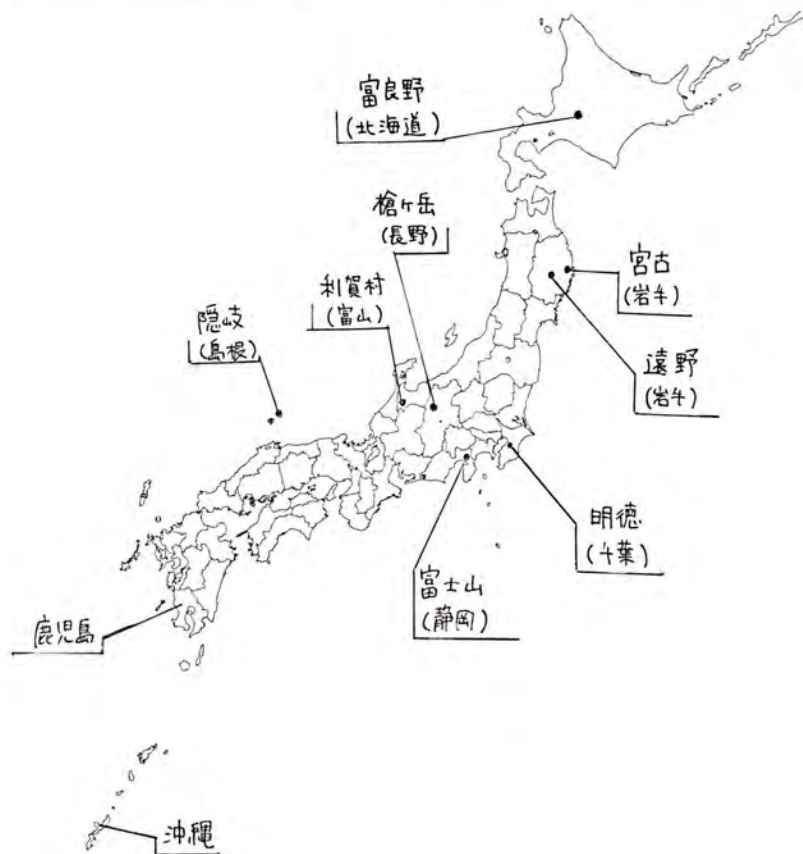 富良野
(北海道)
槍ヶ岳
(長野)
宮古
(岩手)
利賀村
(富山)
隠岐
(島根)
遠野
(岩手)
明徳
(千葉)
富士山
(静岡)
鹿児島
沖縄